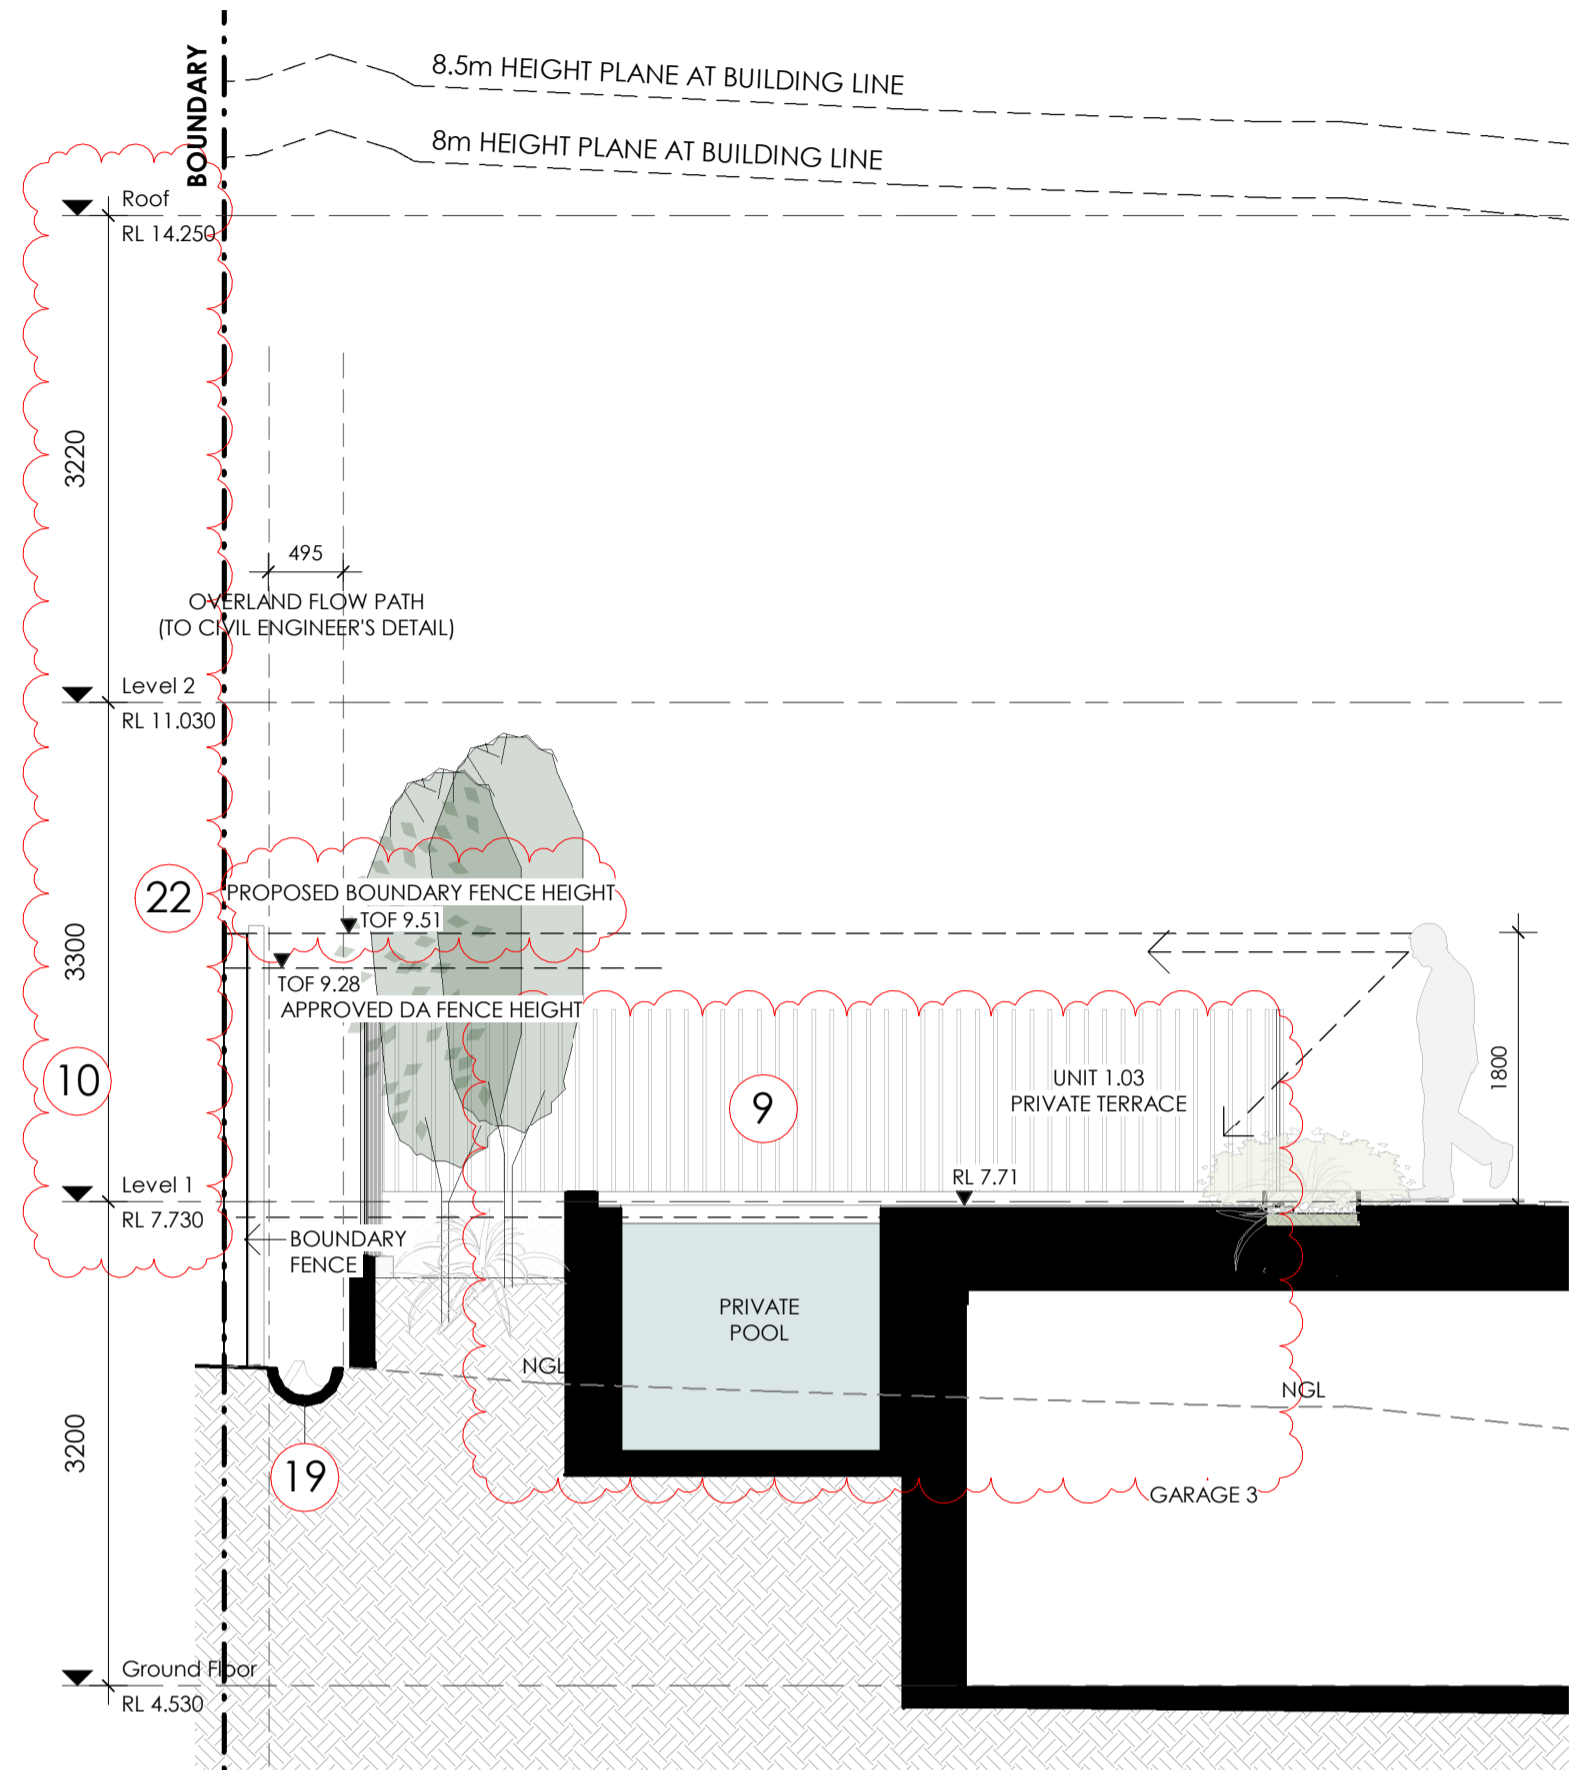 BOUNDARY
8.5m HEIGHT PLANE AT BUILDING LINE
8m HEIGHT PLANE AT BUILDING LINE
Roof
RL 14.250
3220
495
OVERLAND FLOW PATH
(TO CIVIL ENGINEER'S DETAIL)
Level 2
RL 11.030
22
PROPOSED BOUNDARY FENCE HEIGHT
TOF 9.51
3300
TOF 9.28
APPROVED DA FENCE HEIGHT
10
9
UNIT 1.03
PRIVATE TERRACE
1800
Level 1
RL 7.730
RL 7.71
BOUNDARY
FENCE
PRIVATE
POOL
NGL
NGL
3200
19
GARAGE 3
Ground Floor
RL 4.530